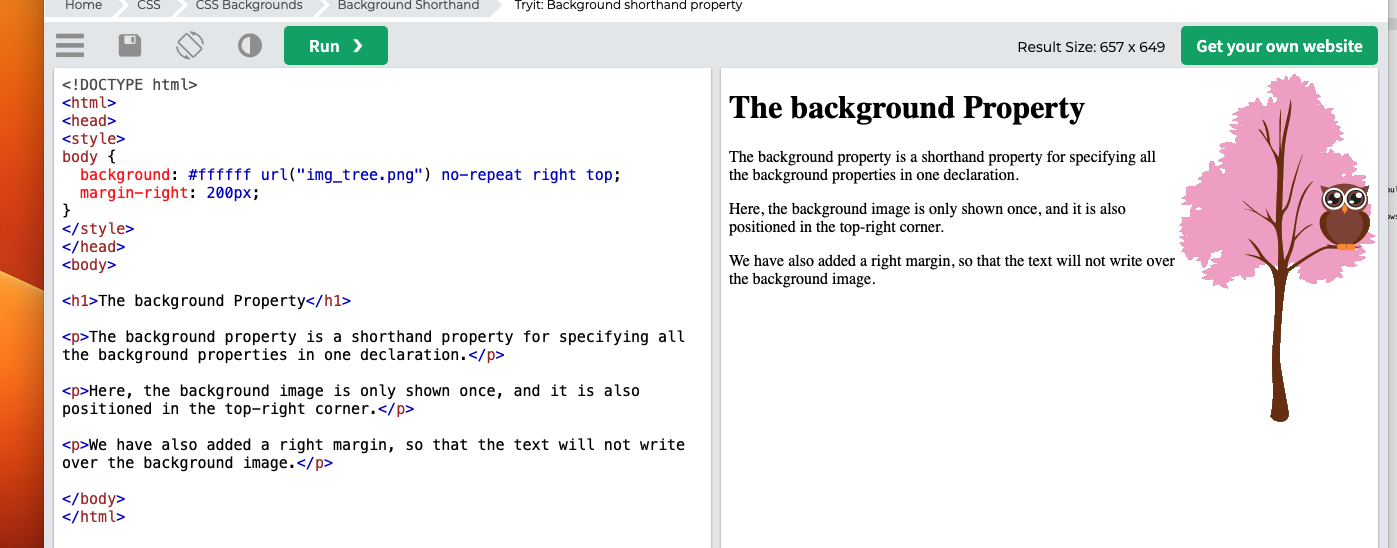 Home CSS CSS Backgrounds Background Shorthand Tryit: Background shorthand property
Run ❯
Result Size: 657 x 649
Get your own website
<!DOCTYPE html>
<html>
<head>
<style>
body {
  background: #ffffff url("img_tree.png") no-repeat right top;
  margin-right: 200px;
}
</style>
</head>
<body>

<h1>The background Property</h1>

<p>The background property is a shorthand property for specifying all
the background properties in one declaration.</p>

<p>Here, the background image is only shown once, and it is also
positioned in the top-right corner.</p>

<p>We have also added a right margin, so that the text will not write
over the background image.</p>

</body>
</html>
The background Property
The background property is a shorthand property for specifying all
the background properties in one declaration.
Here, the background image is only shown once, and it is also
positioned in the top-right corner.
We have also added a right margin, so that the text will not write over
the background image.